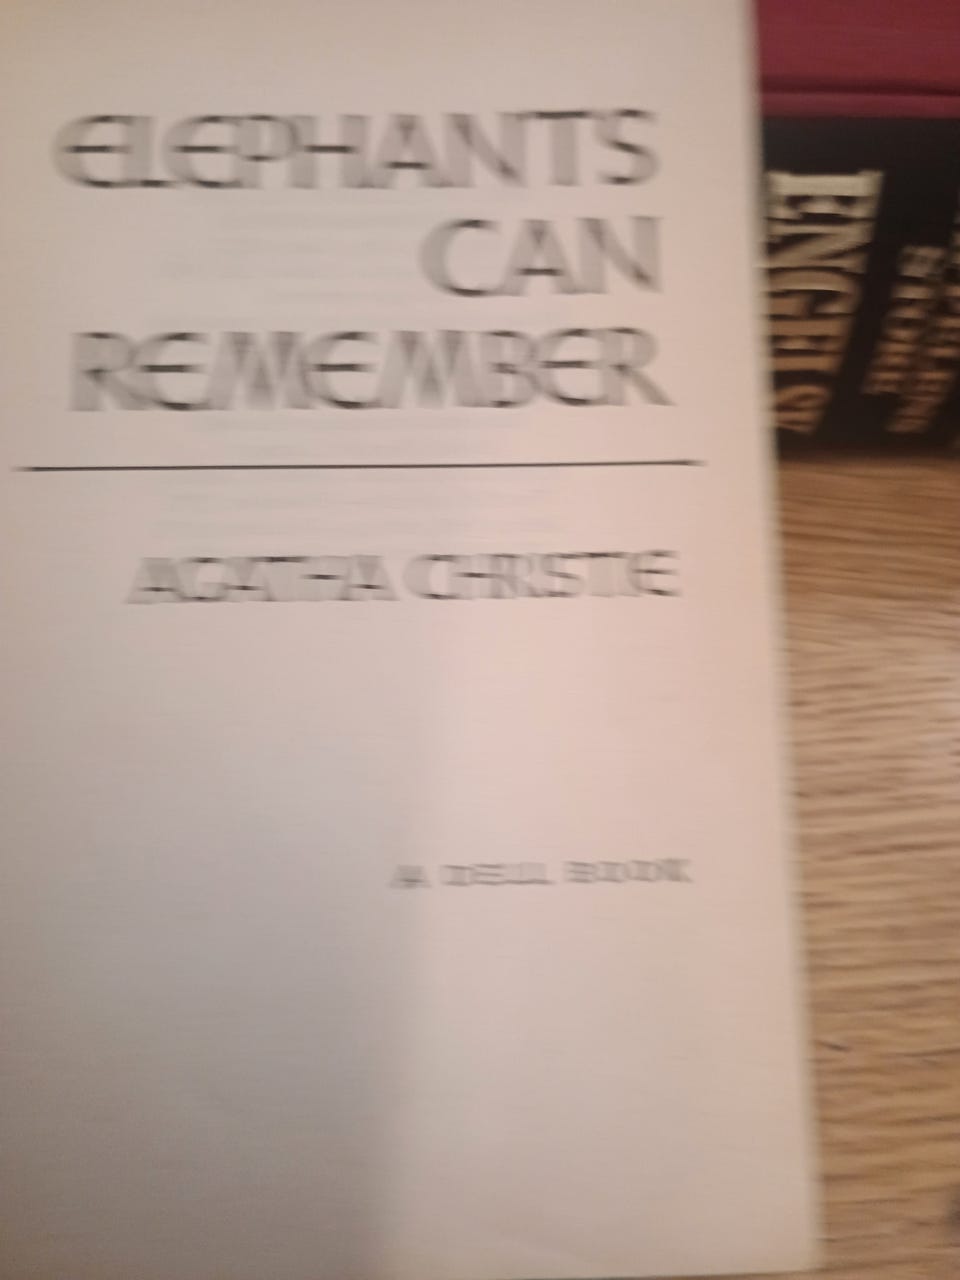 ELEPHANTS
CAN
REMEMBER
AGATHA CHRISTIE
A DELL BOOK